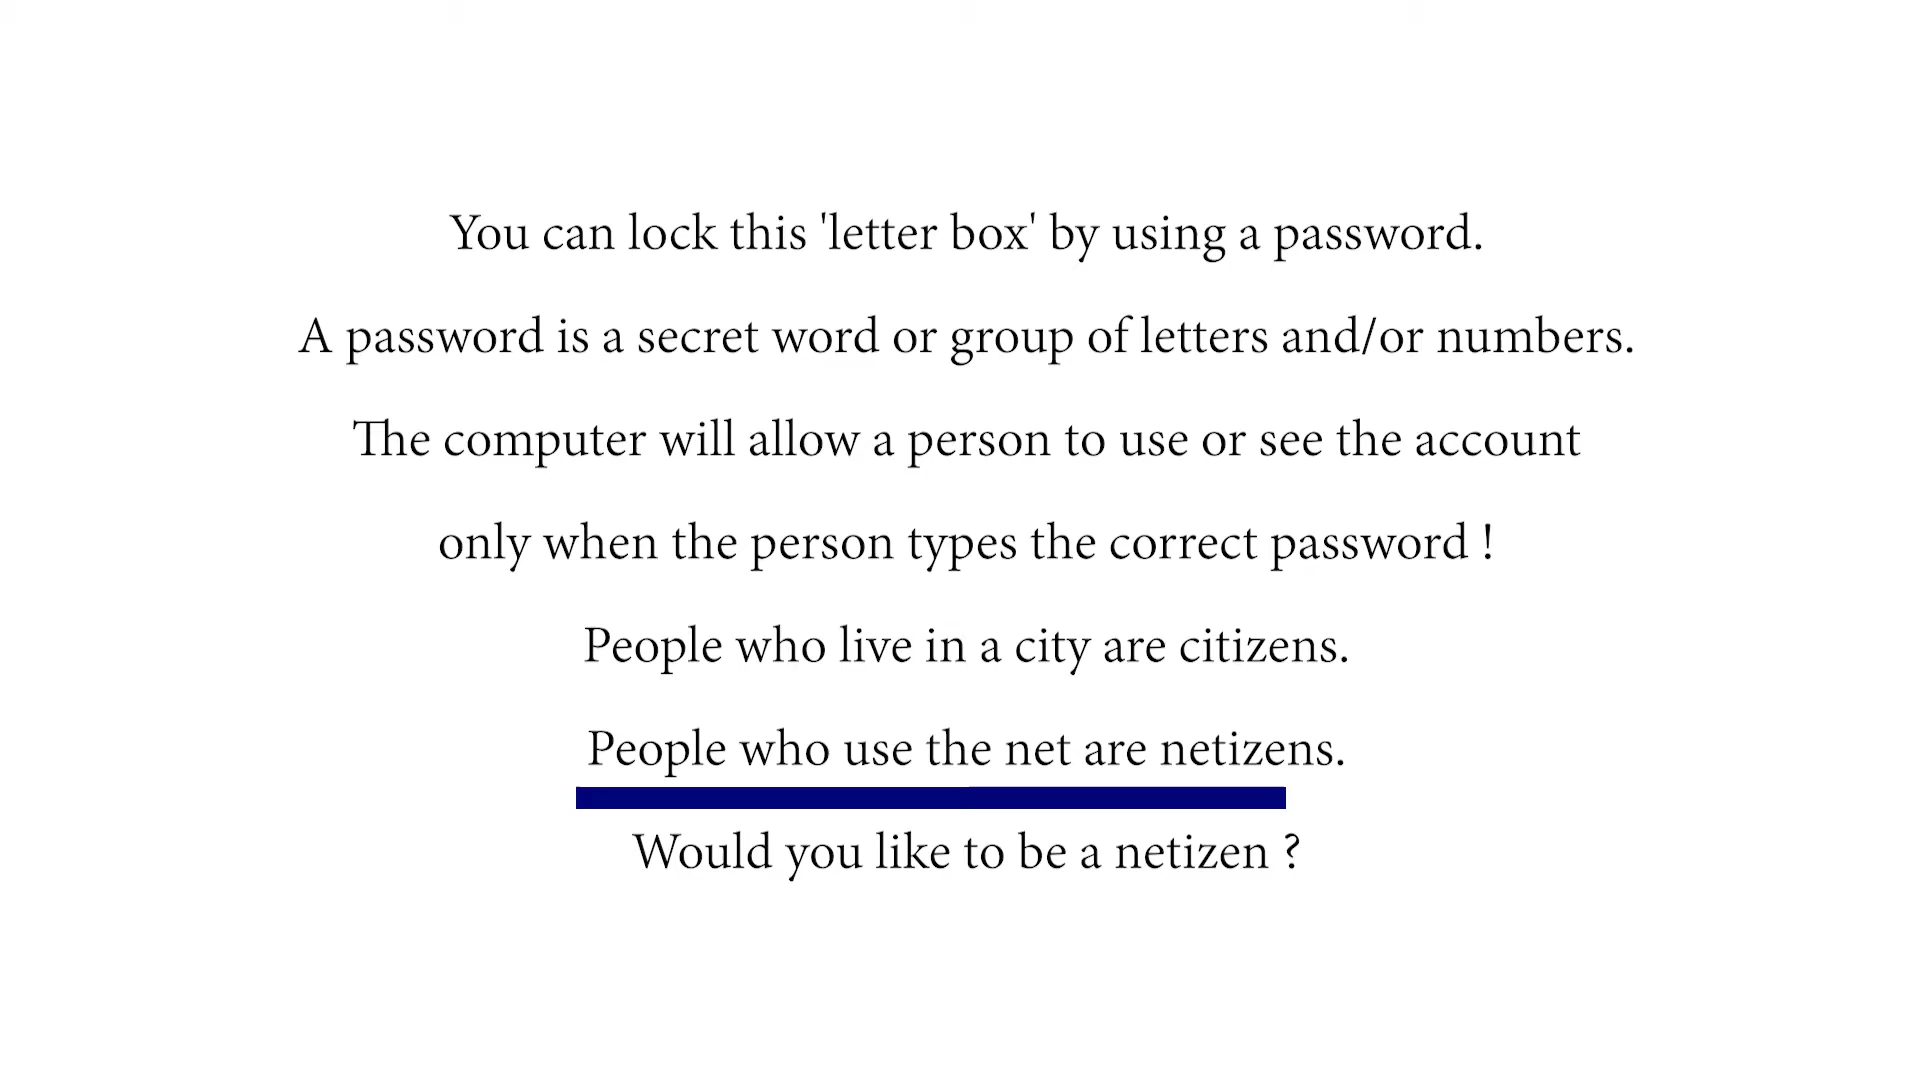 You can lock this 'letter box' by using a password.
A password is a secret word or group of letters and/or numbers.
The computer will allow a person to use or see the account
only when the person types the correct password !
People who live in a city are citizens.
People who use the net are netizens.
Would you like to be a netizen ?